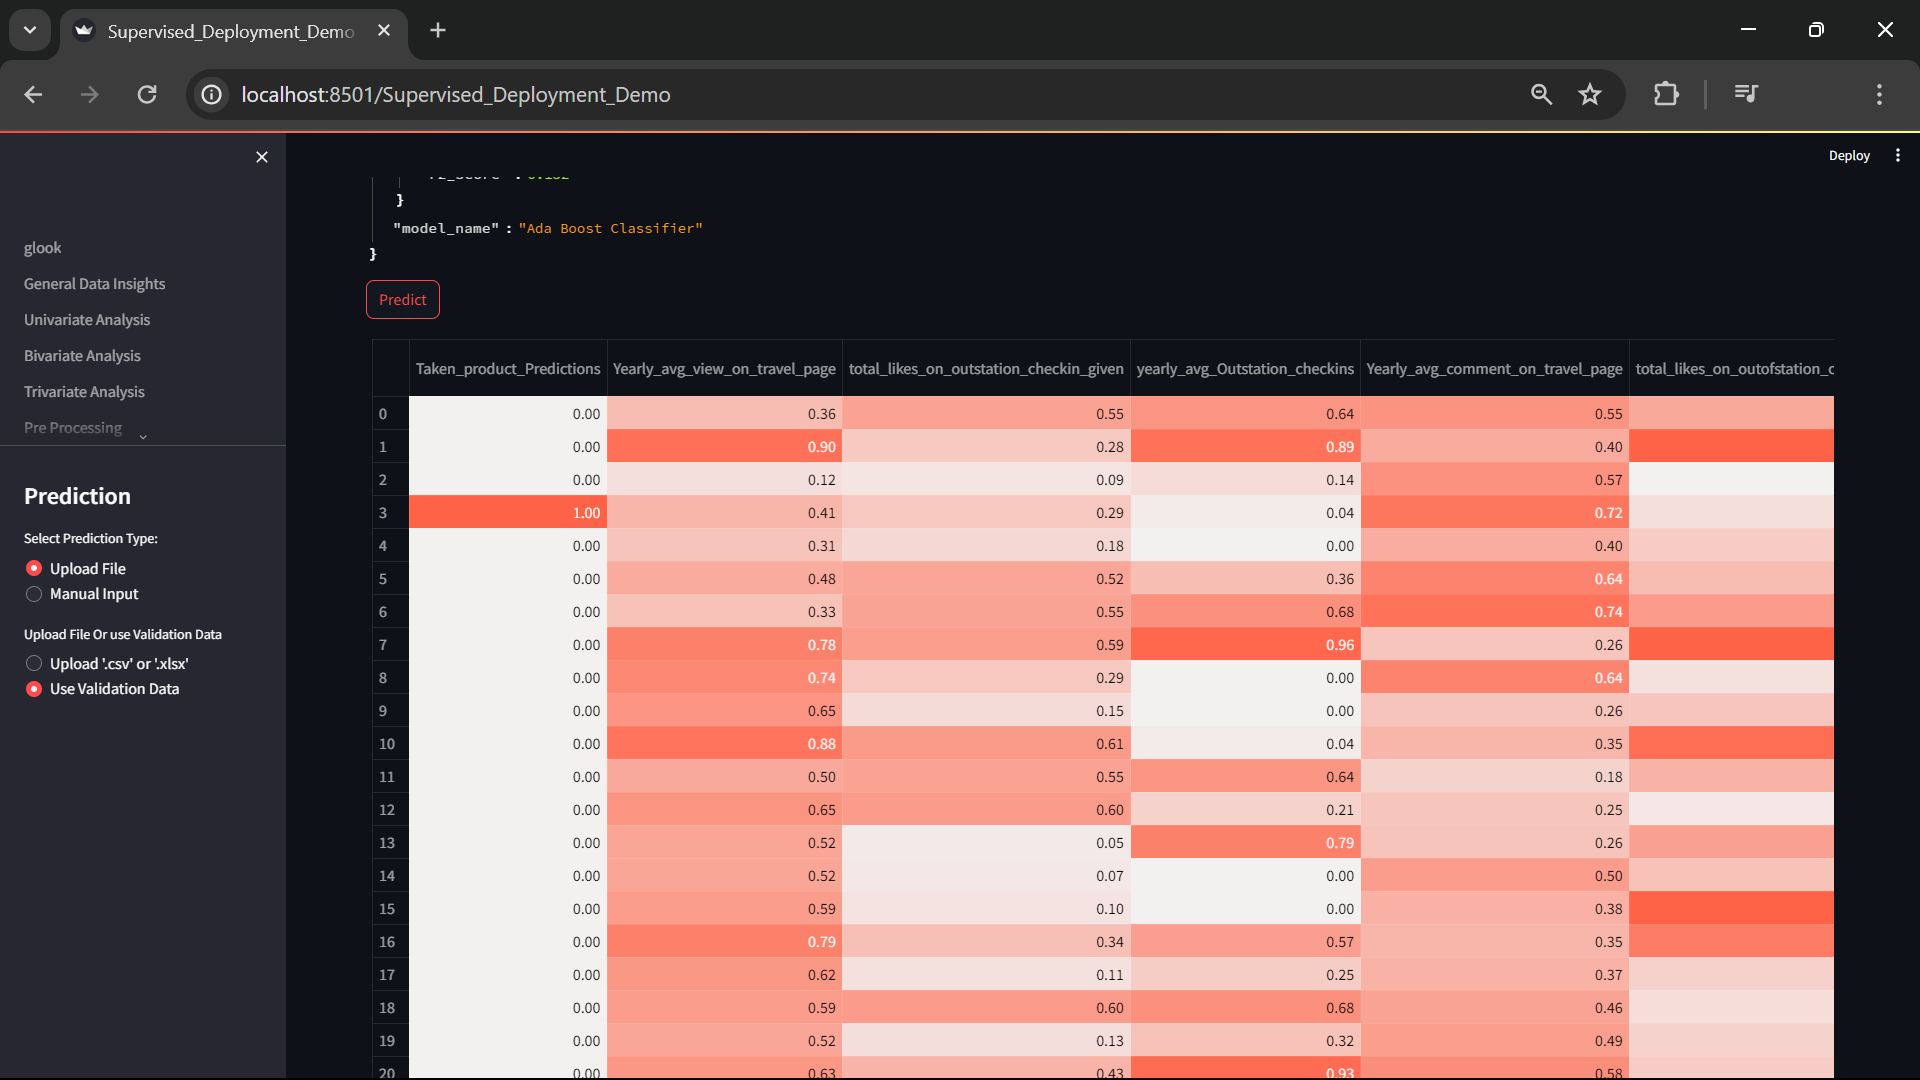 Supervised_Deployment_Demo
localhost:8501/Supervised_Deployment_Demo
Deploy
glook
General Data Insights
Univariate Analysis
Bivariate Analysis
Trivariate Analysis
Pre Processing
Prediction
Select Prediction Type:
Upload File
Manual Input
Upload File Or use Validation Data
Upload '.csv' or '.xlsx'
Use Validation Data
}
"model_name" : "Ada Boost Classifier"
}
Predict
Taken_product_Predictions Yearly_avg_view_on_travel_page total_likes_on_outstation_checkin_given yearly_avg_Outstation_checkins Yearly_avg_comment_on_travel_page total_likes_on_outofstation_c
0 0.00 0.36 0.55 0.64 0.55
1 0.00 0.90 0.28 0.89 0.40
2 0.00 0.12 0.09 0.14 0.57
3 1.00 0.41 0.29 0.04 0.72
4 0.00 0.31 0.18 0.00 0.40
5 0.00 0.48 0.52 0.36 0.64
6 0.00 0.33 0.55 0.68 0.74
7 0.00 0.78 0.59 0.96 0.26
8 0.00 0.74 0.29 0.00 0.64
9 0.00 0.65 0.15 0.00 0.26
10 0.00 0.88 0.61 0.04 0.35
11 0.00 0.50 0.55 0.64 0.18
12 0.00 0.65 0.60 0.21 0.25
13 0.00 0.52 0.05 0.79 0.26
14 0.00 0.52 0.07 0.00 0.50
15 0.00 0.59 0.10 0.00 0.38
16 0.00 0.79 0.34 0.57 0.35
17 0.00 0.62 0.11 0.25 0.37
18 0.00 0.59 0.60 0.68 0.46
19 0.00 0.52 0.13 0.32 0.49
20 0.00 0.63 0.43 0.93 0.58